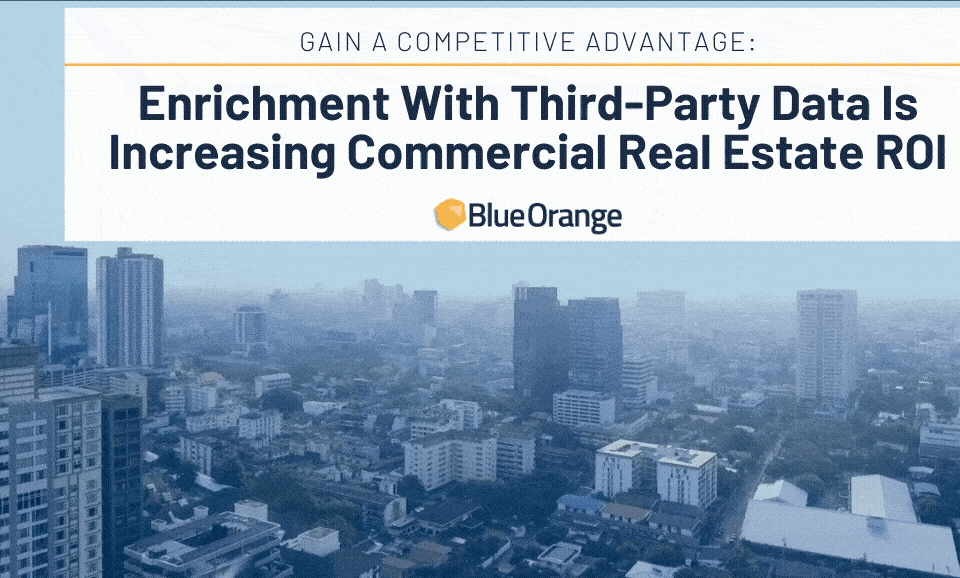 GAIN A COMPETITIVE ADVANTAGE:
Enrichment With Third-Party Data Is
Increasing Commercial Real Estate ROI
BlueOrange